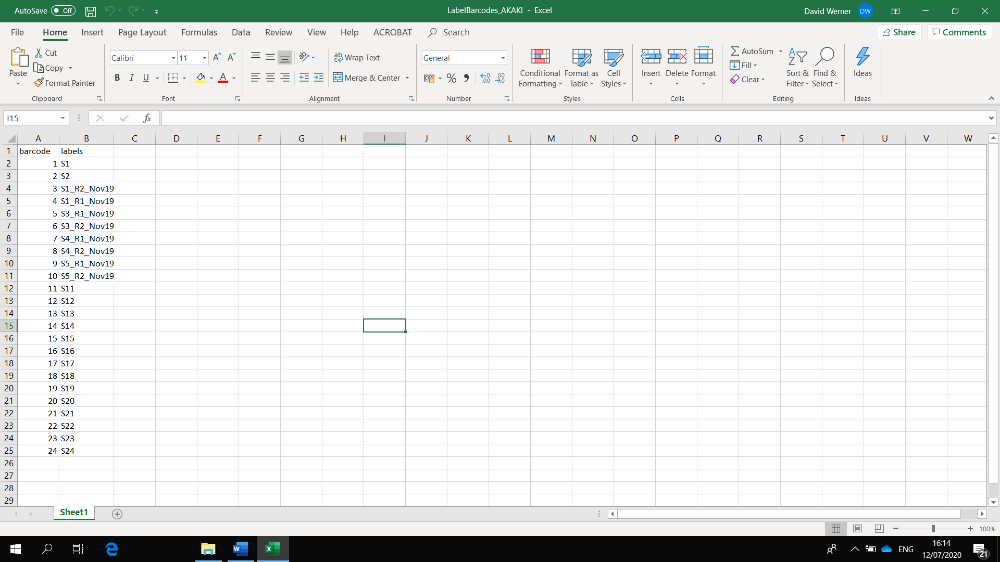 AutoSave Off LabelBarcodes_AKAKI - Excel David Werner DW
File Home Insert Page Layout Formulas Data Review View Help ACROBAT Search Share Comments
Paste Cut Copy Format Painter Clipboard
Calibri 11 A A B I U A Font
ab Wrap Text Merge & Center Alignment
General % Number
Conditional Formatting Format as Table Cell Styles Styles
Insert Delete Format Cells
AutoSum Fill Clear Sort & Filter Find & Select Editing
Ideas Ideas
I15 fx
A B C D E F G H I J K L M N O P Q R S T U V W
1 barcode labels
2 1 S1
3 2 S2
4 3 S1_R2_Nov19
5 4 S1_R1_Nov19
6 5 S3_R1_Nov19
7 6 S3_R2_Nov19
8 7 S4_R1_Nov19
9 8 S4_R2_Nov19
10 9 S5_R1_Nov19
11 10 S5_R2_Nov19
12 11 S11
13 12 S12
14 13 S13
15 14 S14
16 15 S15
17 16 S16
18 17 S17
19 18 S18
20 19 S19
21 20 S20
22 21 S21
23 22 S22
24 23 S23
25 24 S24
26
27
28
29
Sheet1
100%
ENG 16:14 21
12/07/2020